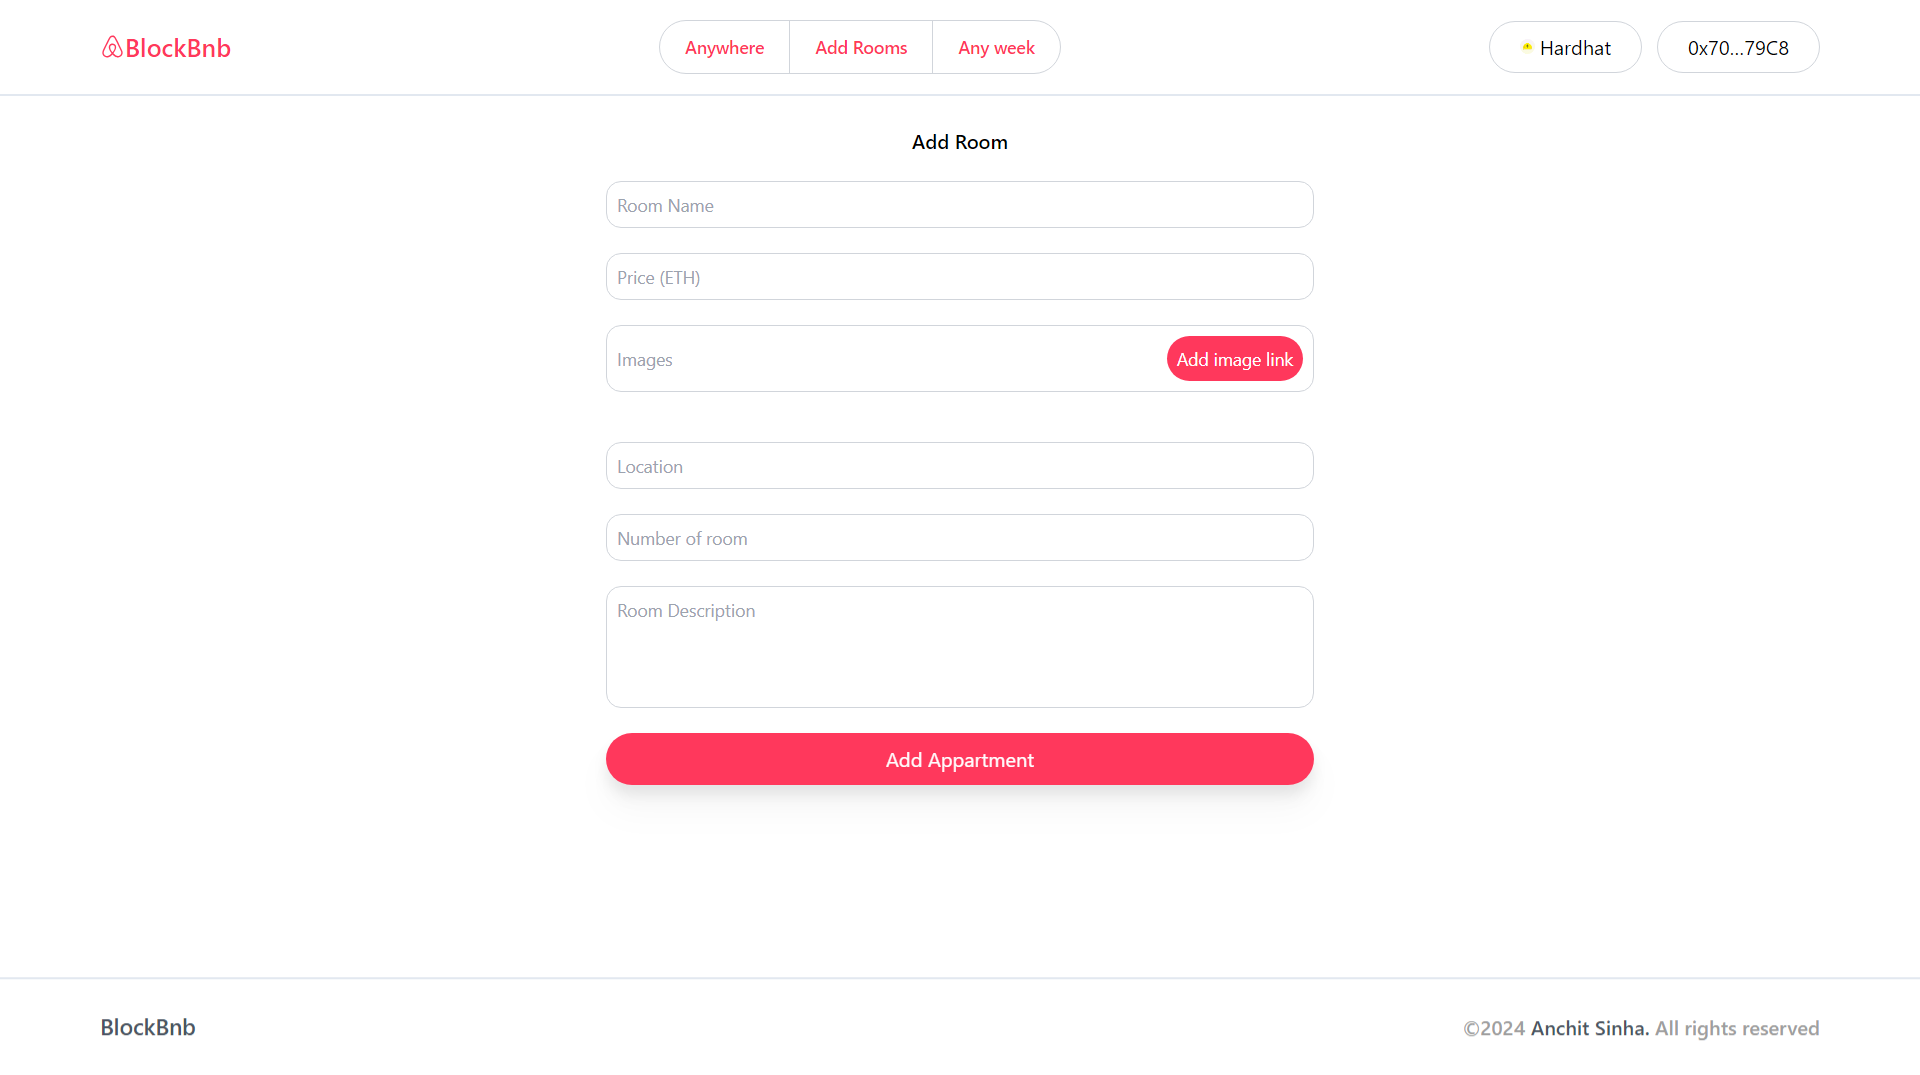 BlockBnb
Anywhere
Add Rooms
Any week
Hardhat
0x70...79C8
Add Room
Room Name
Price (ETH)
Images
Add image link
Location
Number of room
Room Description
Add Appartment
BlockBnb
©2024 Anchit Sinha. All rights reserved